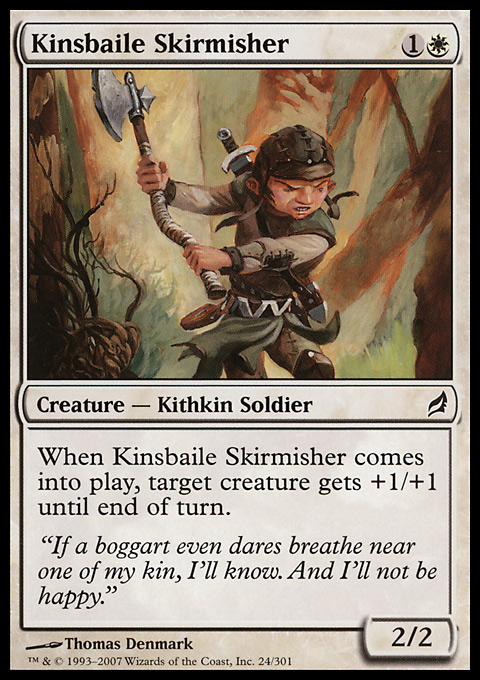 Kinsbaile Skirmisher 1
Creature — Kithkin Soldier
When Kinsbaile Skirmisher comes
into play, target creature gets +1/+1
until end of turn.
“If a boggart even dares breathe near
one of my kin, I’ll know. And I’ll not be
happy.”
Thomas Denmark
2/2
™ & © 1993–2007 Wizards of the Coast, Inc. 24/301